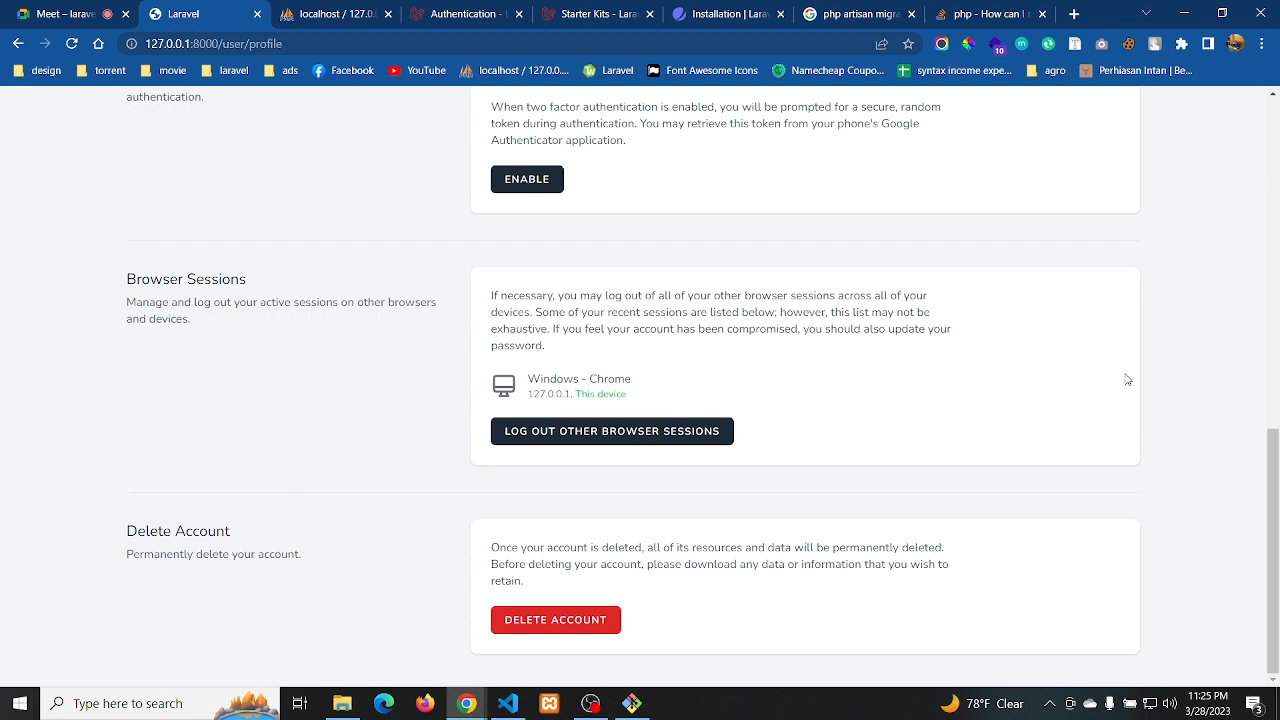 Meet - larave
Laravel
localhost / 127.0.
Authentication - L
Starter Kits - Lara
Installation | Lara
php artisan migra
php - How can I
127.0.0.1:8000/user/profile
10
design
torrent
movie
laravel
ads
Facebook
YouTube
localhost / 127.0.0...
Laravel
Font Awesome Icons
Namecheap Coupo...
syntax income expe...
agro
Perhiasan Intan | Be...
authentication.
When two factor authentication is enabled, you will be prompted for a secure, random
token during authentication. You may retrieve this token from your phone's Google
Authenticator application.
ENABLE
Browser Sessions
Manage and log out your active sessions on other browsers
and devices.
If necessary, you may log out of all of your other browser sessions across all of your
devices. Some of your recent sessions are listed below; however, this list may not be
exhaustive. If you feel your account has been compromised, you should also update your
password.
Windows - Chrome
127.0.0.1, This device
LOG OUT OTHER BROWSER SESSIONS
Delete Account
Permanently delete your account.
Once your account is deleted, all of its resources and data will be permanently deleted.
Before deleting your account, please download any data or information that you wish to
retain.
DELETE ACCOUNT
Type here to search
78°F Clear
11:25 PM
3/28/2023